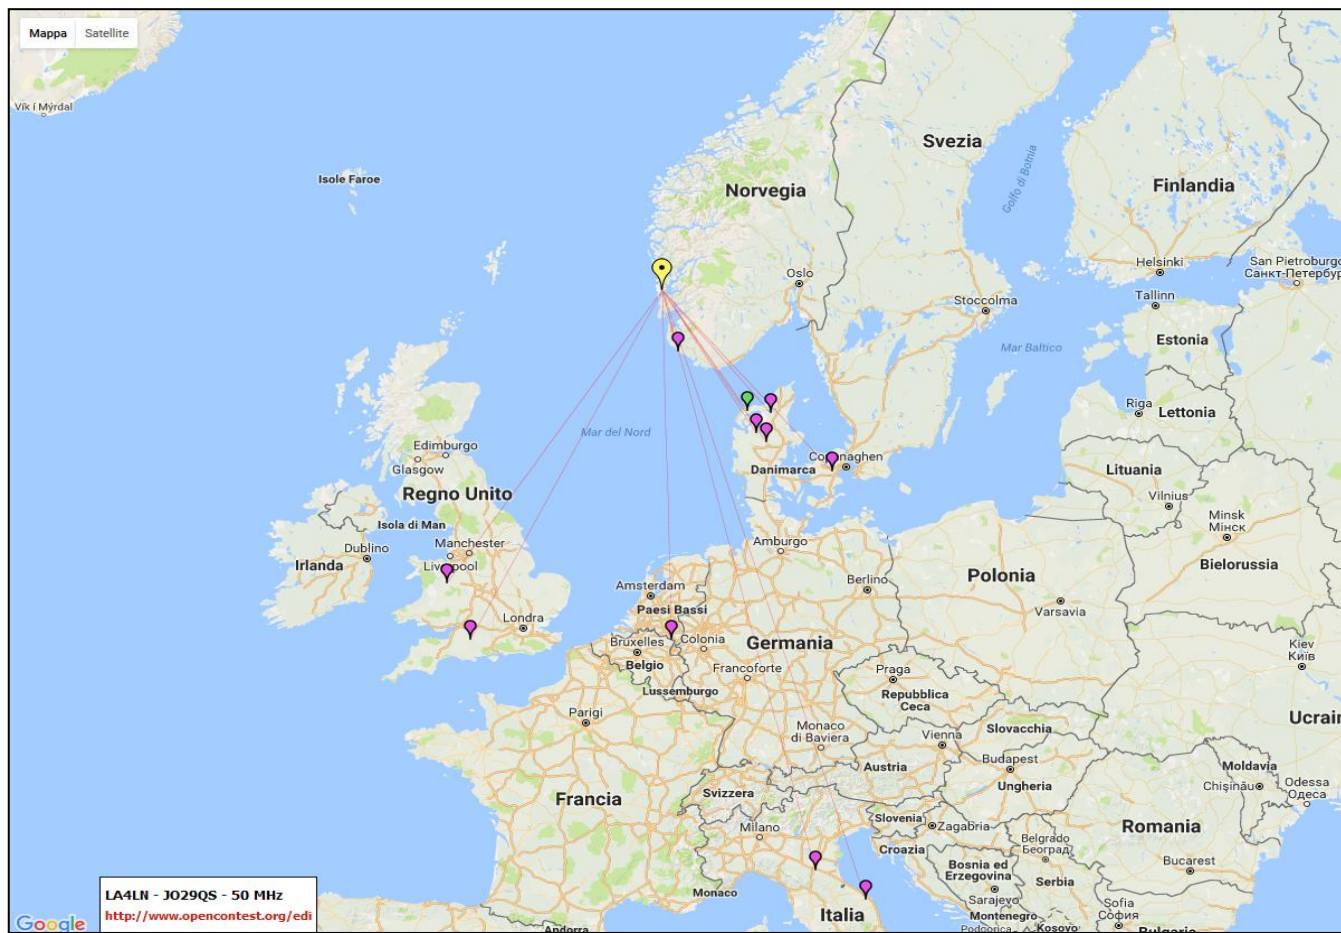 Mappa Satellite
Vik í Mýrdal
Isole Faroe
Svezia
Norvegia
Finlandia
Golfo di Botnia
Helsinki
San Pietroburgo
Санкт-Петербур
Oslo
Stoccolma
Tallinn
Estonia
Mar Baltico
Riga
Lettonia
Mar del Nord
Edimburgo
Glasgow
Regno Unito
Danimarca
Lituania
Vilnius
Isola di Man
Minsk
Мінск
Manchester
Dublino
Irlanda
Amburgo
Bielorussia
Amsterdam
Berlino
Polonia
Varsavia
Paesi Bassi
Londra
Bruxelles
Colonia
Germania
Belgio
Kiev
Київ
Francoforte
Praga
Lussemburgo
Repubblica
Ceca
Parigi
Ucrain
Monaco
di Baviera
Slovacchia
Vienna
Austria
Budapest
Ungheria
Moldavia
Chișinău
Odessa
Одеса
Svizzera
Francia
Milano
Slovenia
Zagabria
Croazia
Romania
Belgrado
Београд
Bosnia ed
Erzegovina
Serbia
Bucarest
Monaco
Sarajevo
Italia
Montenegro
Sofia
София
Podgorica
Kosovo
Andorra
Bulgaria
LA4LN - JO29QS - 50 MHz
http://www.opencontest.org/edi
Google